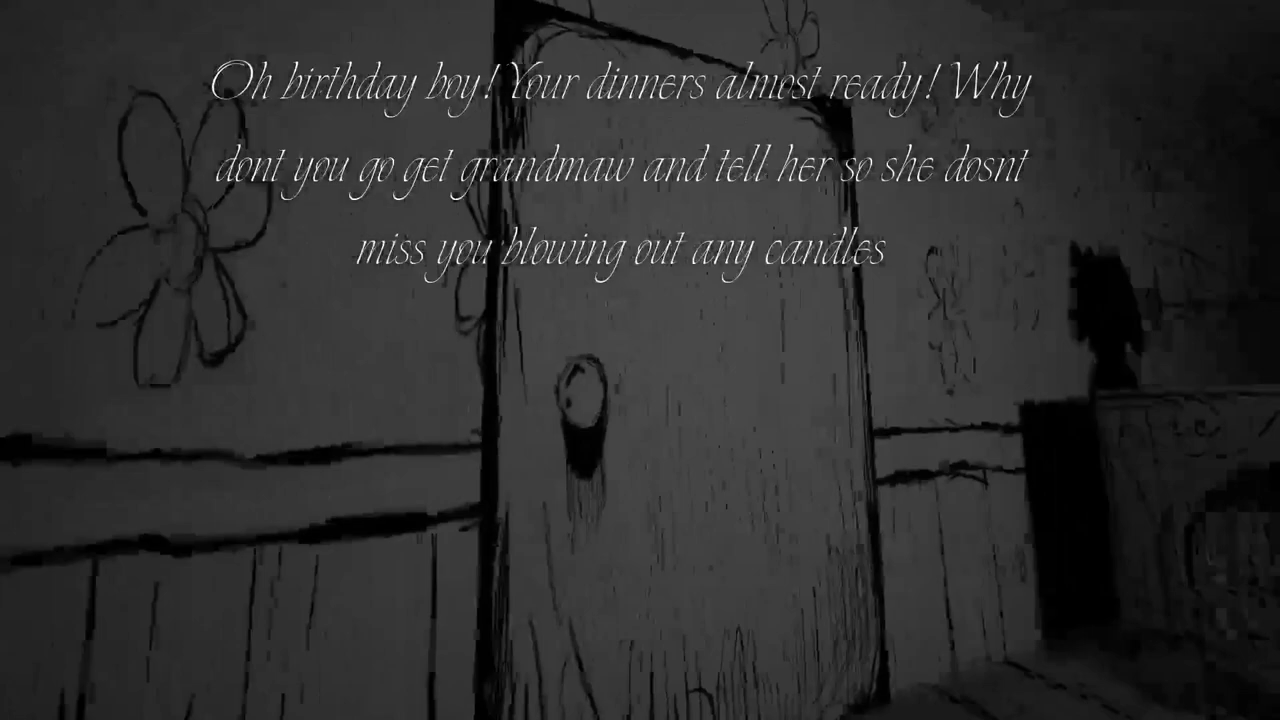 Oh birthday boy! Your dinners almost ready! Why
dont you go get grandmaw and tell her so she dosnt
miss you blowing out any candles